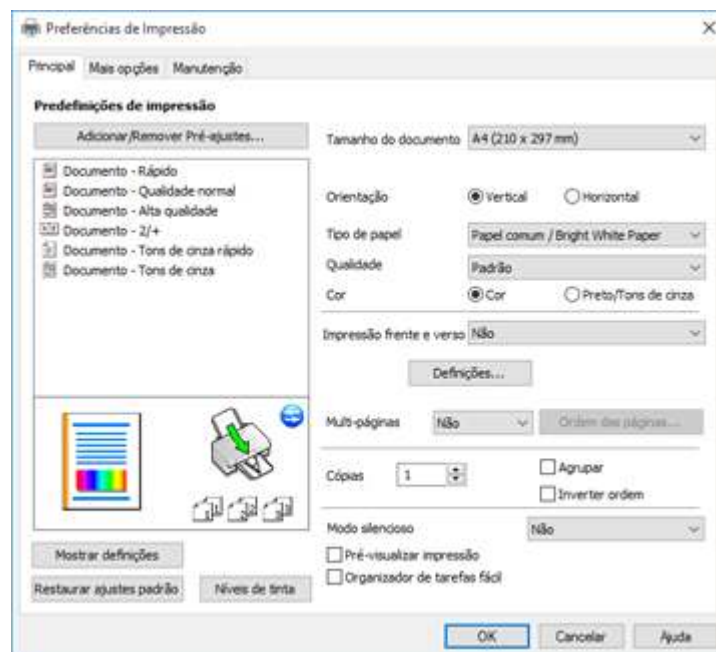 Preferências de Impressão
Principal Mais opções Manutenção
Predefinições de impressão
Adicionar/Remover Pré-ajustes...
Documento - Rápido
Documento - Qualidade normal
Documento - Alta qualidade
Documento - 2/+
Documento - Tons de cinza rápido
Documento - Tons de cinza
Mostrar definições
Restaurar ajustes padrão Níveis de tinta
Tamanho do documento A4 (210 x 297 mm)
Orientação Vertical Horizontal
Tipo de papel Papel comum / Bright White Paper
Qualidade Padrão
Cor Cor Preto/Tons de cinza
Impressão frente e verso Não
Definições...
Multi-páginas Não Ordem das páginas...
Cópias 1 Agrupar
Inverter ordem
Modo silencioso Não
Pré-visualizar impressão
Organizador de tarefas fácil
OK Cancelar Ajuda